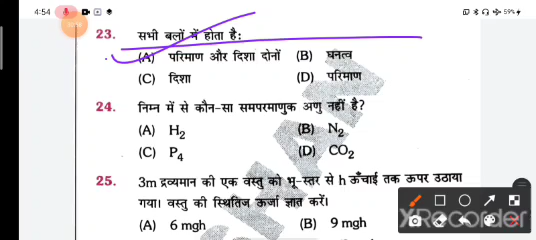 4:54
59%
23. सभी बलों में होता है:
(A) परिमाण और दिशा दोनों (B) घनत्व
(C) दिशा (D) परिमाण
24. निम्न में से कौन-सा समपरमाणुक अणु नहीं है?
(A) H₂ (B) N₂
(C) P₄ (D) CO₂
25. 3m द्रव्यमान की एक वस्तु को भू-स्तर से h ऊँचाई तक ऊपर उठाया
गया। वस्तु की स्थितिज ऊर्जा ज्ञात करें।
(A) 6 mgh (B) 9 mgh
XRecorder